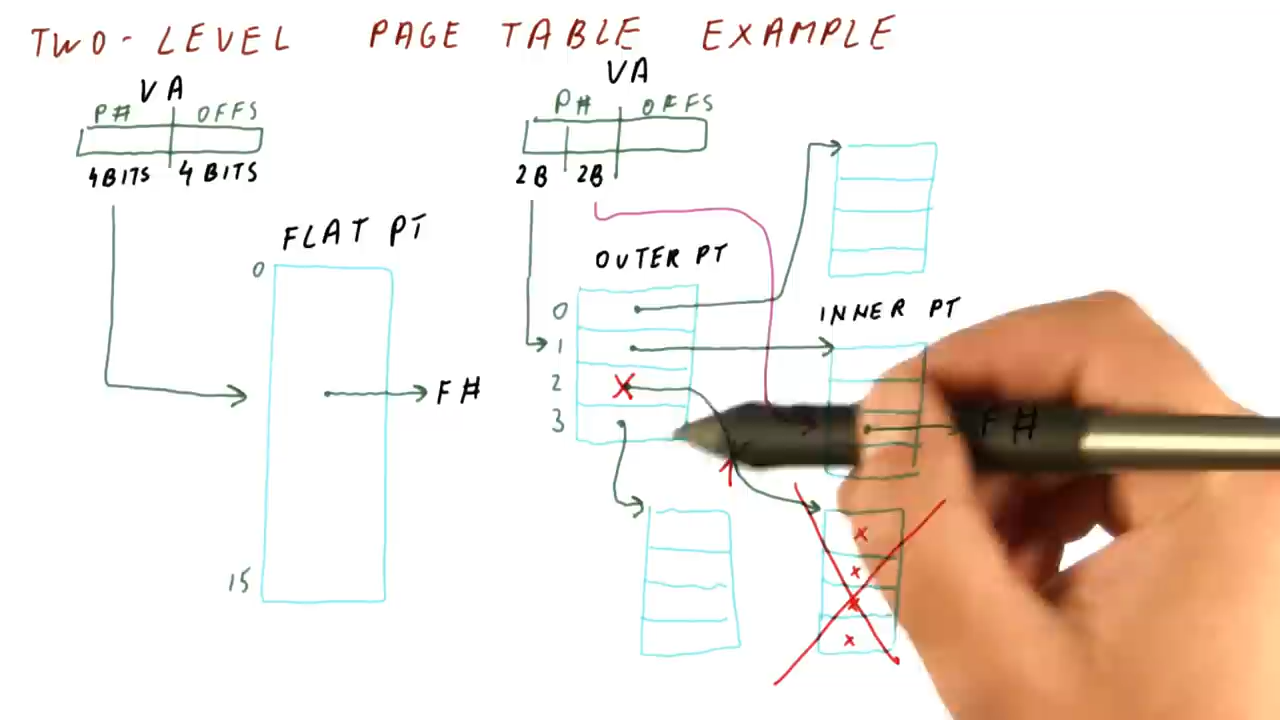 TWO-LEVEL PAGE TABLE EXAMPLE
VA
P# OFFS
4BITS 4 BITS
FLAT PT
0
15
F#
VA
P# OFFS
2B 2B
OUTER PT
0
1
2
3
INNER PT
F#